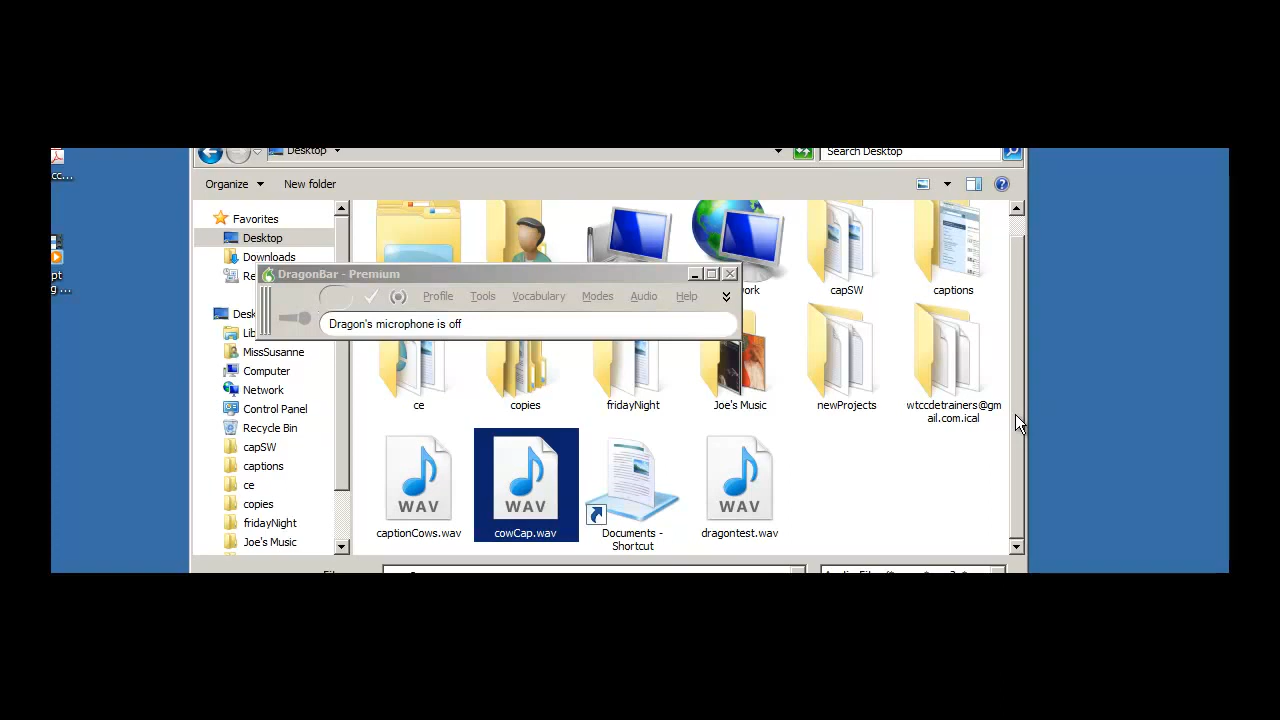 Desktop
Search Desktop
cc...
Organize
New folder
Favorites
Desktop
Downloads
Re
DragonBar - Premium
work
capSW
captions
Profile
Tools
Vocabulary
Modes
Audio
Help
Dragon's microphone is off
Desk
Lib
MissSusanne
Computer
Network
Control Panel
Recycle Bin
capSW
captions
ce
copies
fridayNight
Joe's Music
pt
g ...
ce
copies
fridayNight
Joe's Music
newProjects
wtccdetrainers@gm
ail.com.ical
WAV
WAV
WAV
captionCows.wav
cowCap.wav
Documents -
Shortcut
dragontest.wav